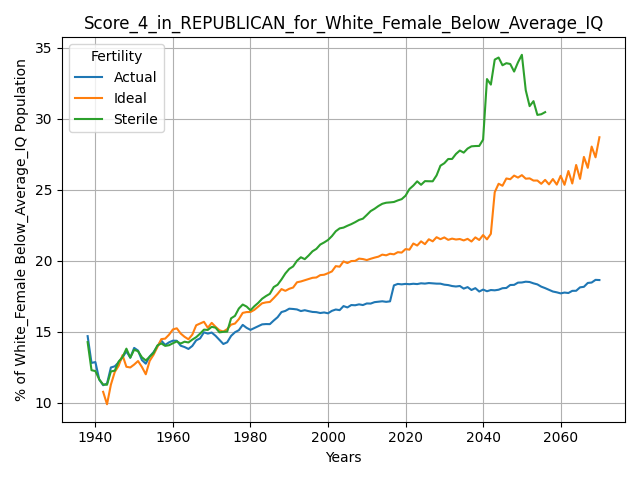 Score_4_in_REPUBLICAN_for_White_Female_Below_Average_IQ
% of White_Female Below_Average_IQ Population
35
30
25
20
15
10
Fertility
Actual
Ideal
Sterile
1940
1960
1980
2000
2020
2040
2060
Years